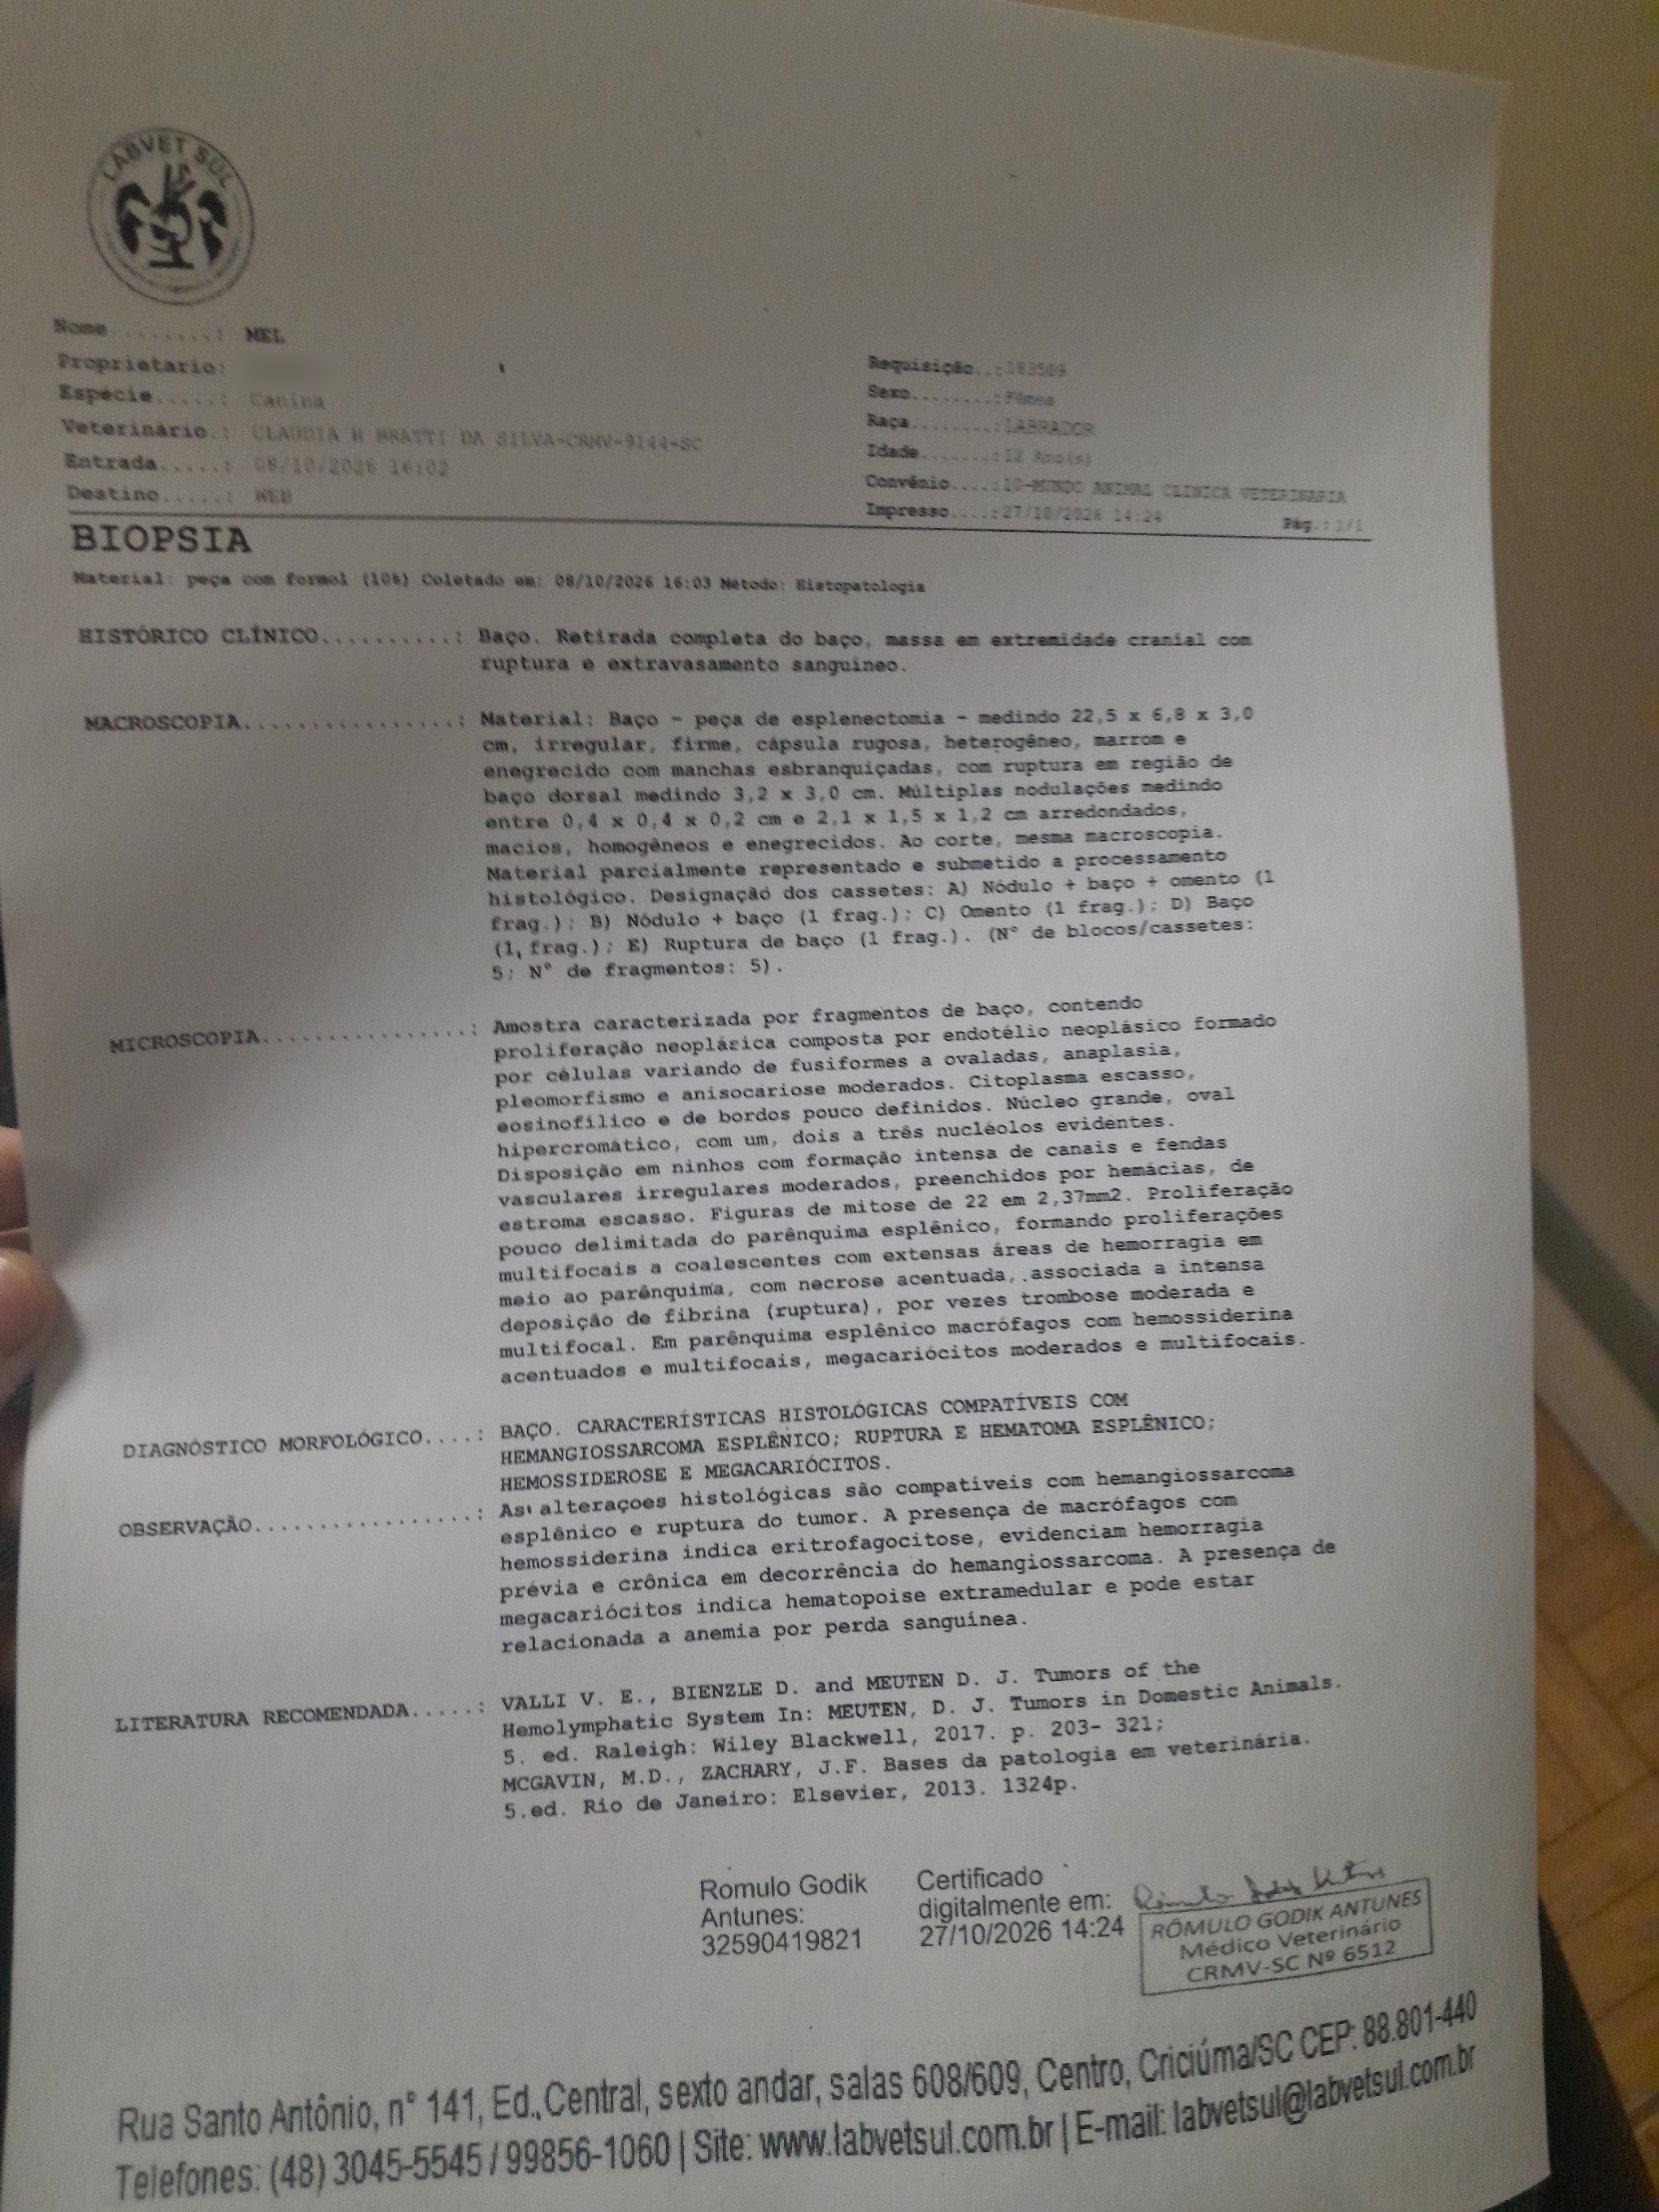 LABVET SUL
Nome........: MEL
Proprietario:
Espécie.....: Canina
Veterinário.: CLAUDIA H BRATTI DA SILVA-CRMV-9144-SC
Entrada.....: 08/10/2026 16:02
Destino.....:
Requisição..:183509
Sexo........:Fêmea
Raça........:LABRADOR
Idade.......:12 Ano(s)
Convênio....:10-MUNDO ANIMAL CLINICA VETERINARIA
Impresso....:27/10/2026 14:24 Pág.:1/1
BIOPSIA
Material: peça com formol (10%) Coletado em: 08/10/2026 16:03 Método: Histopatologia
HISTÓRICO CLÍNICO..........: Baço. Retirada completa do baço, massa em extremidade cranial com
ruptura e extravasamento sanguíneo.
MACROSCOPIA................: Material: Baço - peça de esplenectomia - medindo 22,5 x 6,8 x 3,0
cm, irregular, firme, cápsula rugosa, heterogêneo, marrom e
enegrecido com manchas esbranquiçadas, com ruptura em região de
baço dorsal medindo 3,2 x 3,0 cm. Múltiplas nodulações medindo
entre 0,4 x 0,4 x 0,2 cm e 2,1 x 1,5 x 1,2 cm arredondados,
macios, homogêneos e enegrecidos. Ao corte, mesma macroscopia.
Material parcialmente representado e submetido a processamento
histológico. Designação dos cassetes: A) Nódulo + baço + omento (1
frag.); B) Nódulo + baço (1 frag.); C) Omento (1 frag.); D) Baço
(1 frag.); E) Ruptura de baço (1 frag.). (N° de blocos/cassetes:
5; N° de fragmentos: 5).
MICROSCOPIA................: Amostra caracterizada por fragmentos de baço, contendo
proliferação neoplásica composta por endotélio neoplásico formado
por células variando de fusiformes a ovaladas, anaplasia,
pleomorfismo e anisocariose moderados. Citoplasma escasso,
eosinofílico e de bordos pouco definidos. Núcleo grande, oval
hipercromático, com um, dois a três nucléolos evidentes.
Disposição em ninhos com formação intensa de canais e fendas
vasculares irregulares moderados, preenchidos por hemácias, de
estroma escasso. Figuras de mitose de 22 em 2,37mm2. Proliferação
pouco delimitada do parênquima esplênico, formando proliferações
multifocais a coalescentes com extensas áreas de hemorragia em
meio ao parênquima, com necrose acentuada, associada a intensa
deposição de fibrina (ruptura), por vezes trombose moderada e
multifocal. Em parênquima esplênico macrófagos com hemossiderina
acentuados e multifocais, megacariócitos moderados e multifocais.
DIAGNÓSTICO MORFOLÓGICO....: BAÇO. CARACTERÍSTICAS HISTOLÓGICAS COMPATÍVEIS COM
HEMANGIOSSARCOMA ESPLÊNICO; RUPTURA E HEMATOMA ESPLÊNICO;
HEMOSSIDEROSE E MEGACARIÓCITOS.
OBSERVAÇÃO.................: As alteraçoes histológicas são compatíveis com hemangiossarcoma
esplênico e ruptura do tumor. A presença de macrófagos com
hemossiderina indica eritrofagocitose, evidenciam hemorragia
prévia e crônica em decorrência do hemangiossarcoma. A presença de
megacariócitos indica hematopoise extramedular e pode estar
relacionada a anemia por perda sanguínea.
LITERATURA RECOMENDADA.....: VALLI V. E., BIENZLE D. and MEUTEN D. J. Tumors of the
Hemolymphatic System In: MEUTEN, D. J. Tumors in Domestic Animals.
5. ed. Raleigh: Wiley Blackwell, 2017. p. 203- 321;
MCGAVIN, M.D., ZACHARY, J.F. Bases da patologia em veterinária.
5.ed. Rio de Janeiro: Elsevier, 2013. 1324p.
Romulo Godik
Antunes:
32590419821
Certificado
digitalmente em:
27/10/2026 14:24
RÔMULO GODIK ANTUNES
Médico Veterinário
CRMV-SC Nº 6512
Rua Santo Antônio, n° 141, Ed. Central, sexto andar, salas 608/609, Centro, Criciúma/SC CEP: 88.801-440
Telefones: (48) 3045-5545 / 99856-1060 | Site: www.labvetsul.com.br | E-mail: labvetsul@labvetsul.com.br